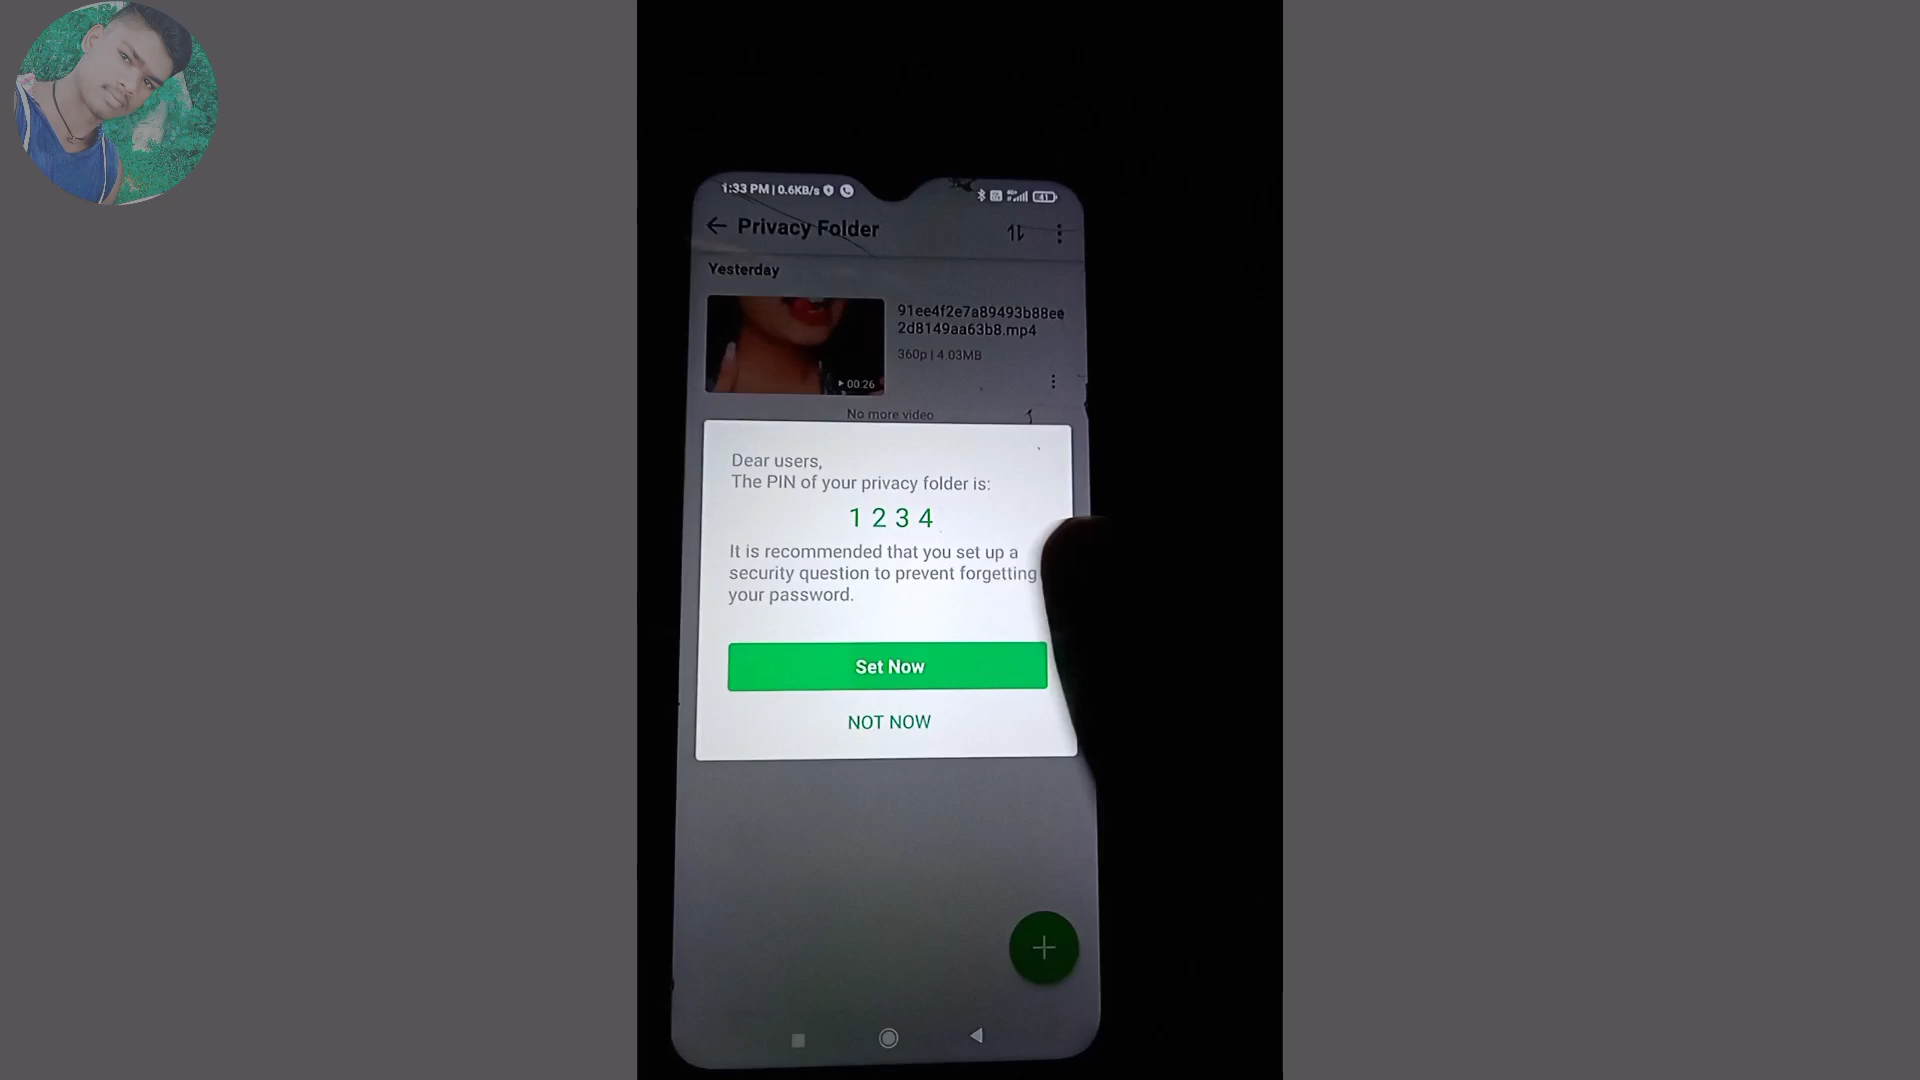 1:33 PM | 0.6KB/s
41
Privacy Folder
Yesterday
91ee4f2e7a89493b88ee
2d8149aa63b8.mp4
360p | 4.03MB
00:26
No more video
Dear users,
The PIN of your privacy folder is:
1 2 3 4
It is recommended that you set up a
security question to prevent forgetting
your password.
Set Now
NOT NOW